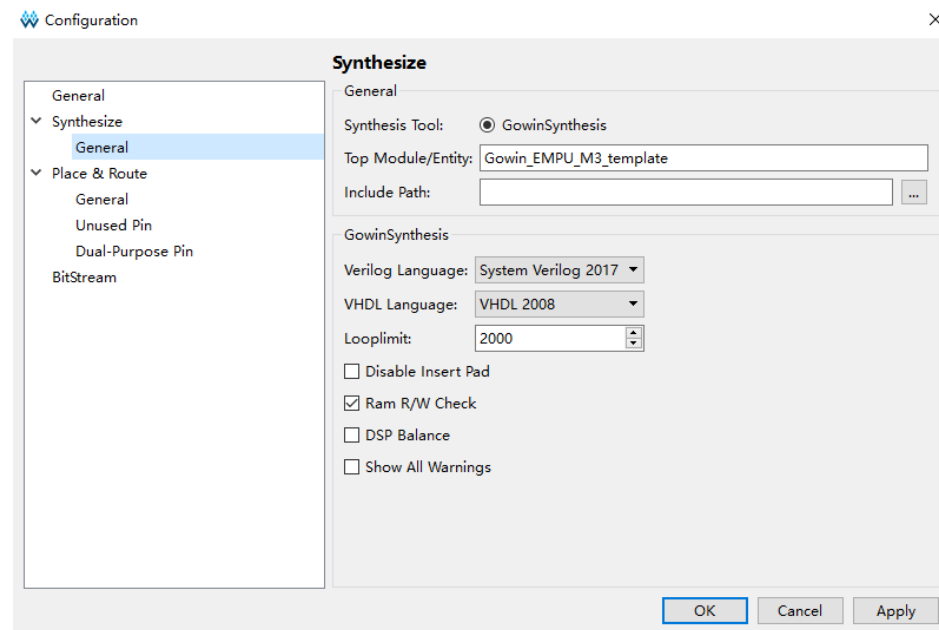 Configuration
Synthesize
General
Synthesize
General
Place & Route
General
Unused Pin
Dual-Purpose Pin
BitStream
General
Synthesis Tool: GowinSynthesis
Top Module/Entity: Gowin_EMPU_M3_template
Include Path: ...
GowinSynthesis
Verilog Language: System Verilog 2017
VHDL Language: VHDL 2008
Looplimit: 2000
Disable Insert Pad
Ram R/W Check
DSP Balance
Show All Warnings
OK Cancel Apply